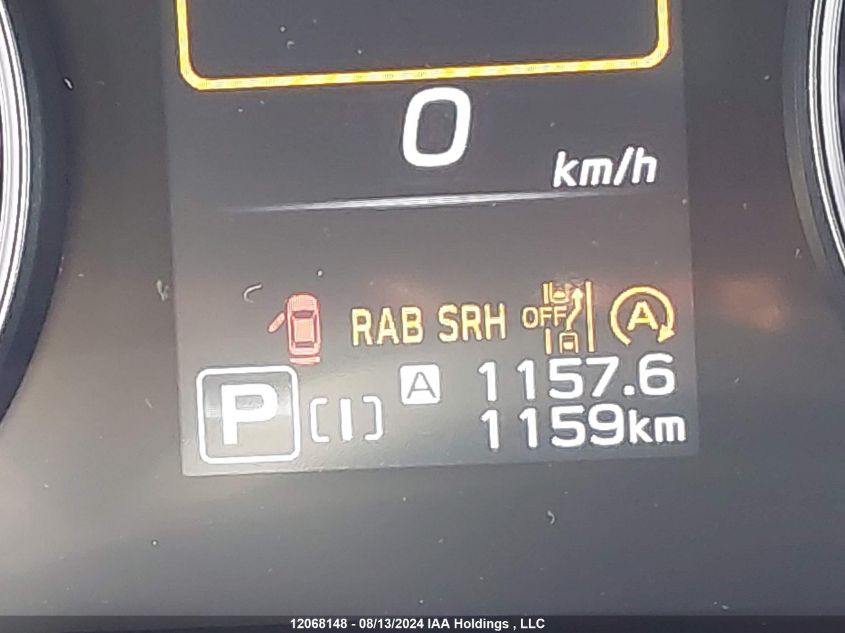 0
km/h
RAB SRH OFF A
A 1157.6
P [I] 1159km
12068148 - 08/13/2024 IAA Holdings , LLC